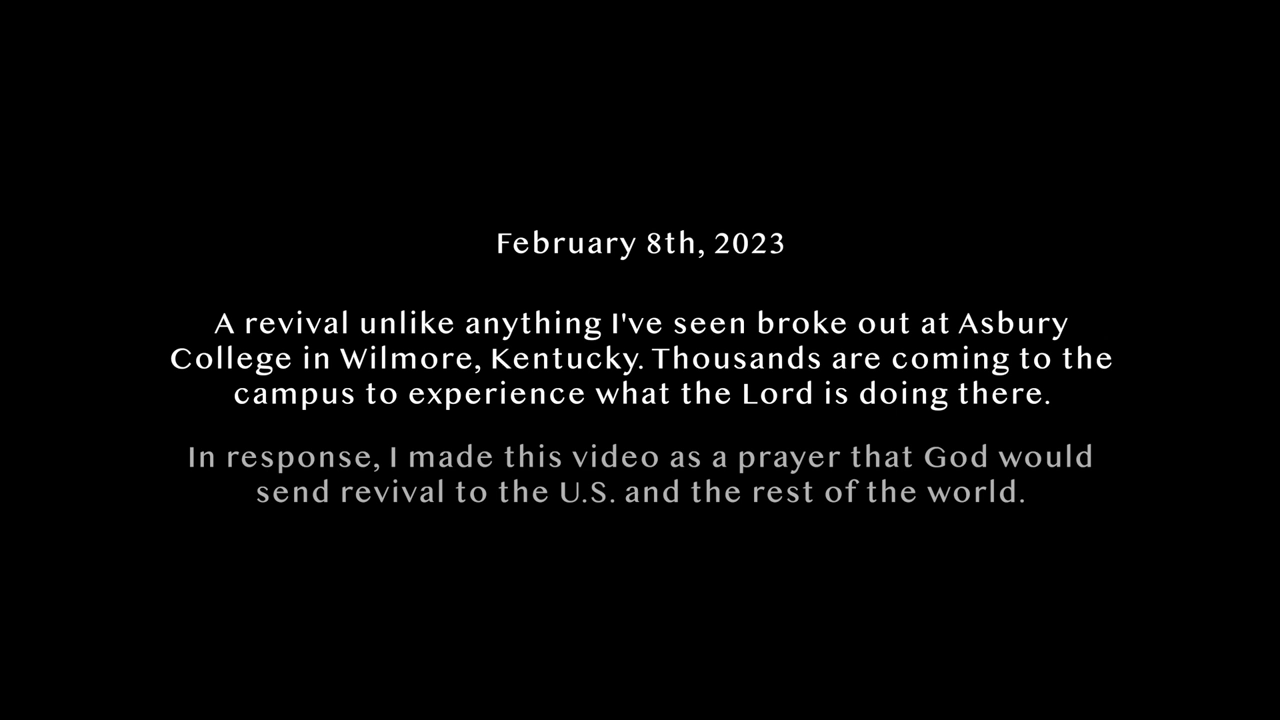 February 8th, 2023
A revival unlike anything I've seen broke out at Asbury
College in Wilmore, Kentucky. Thousands are coming to the
campus to experience what the Lord is doing there.
In response, I made this video as a prayer that God would
send revival to the U.S. and the rest of the world.